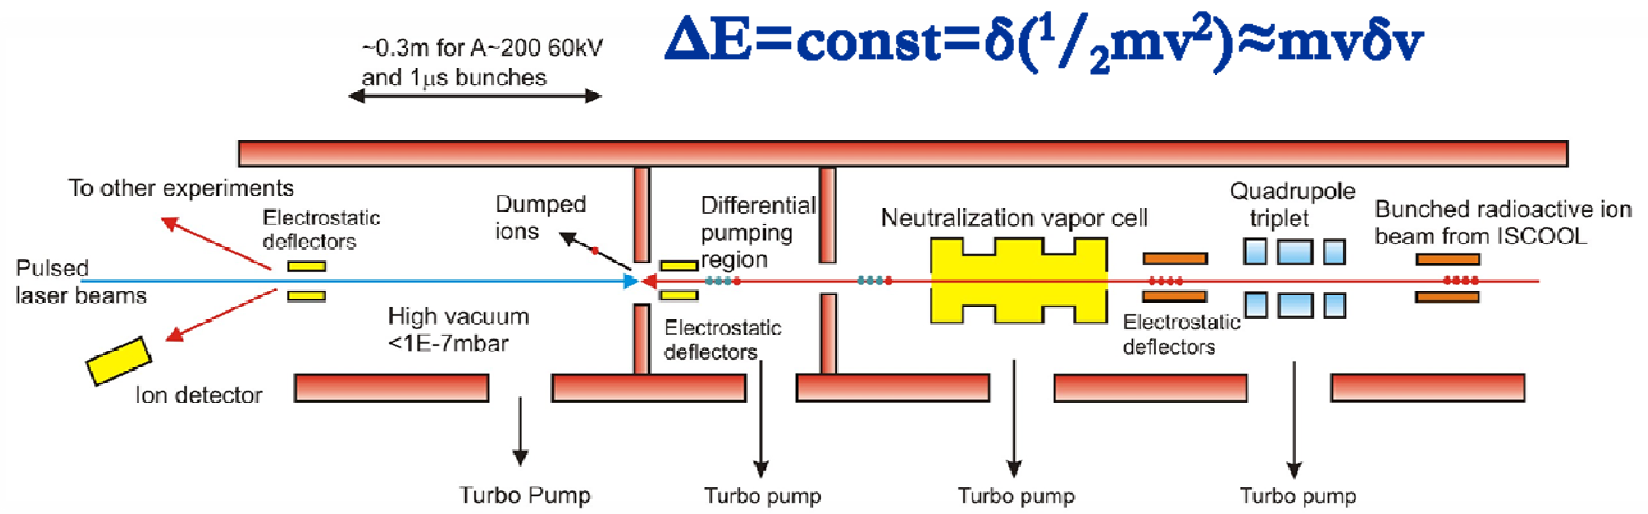 ΔE=const=δ(¹/₂mv²)≈mvδv
~0.3m for A~200 60kV
and 1μs bunches
To other experiments
Electrostatic
deflectors
Dumped
ions
Differential
pumping
region
Neutralization vapor cell
Quadrupole
triplet
Bunched radioactive ion
beam from ISCOOL
Pulsed
laser beams
High vacuum
<1E-7mbar
Electrostatic
deflectors
Electrostatic
deflectors
Ion detector
Turbo Pump
Turbo pump
Turbo pump
Turbo pump